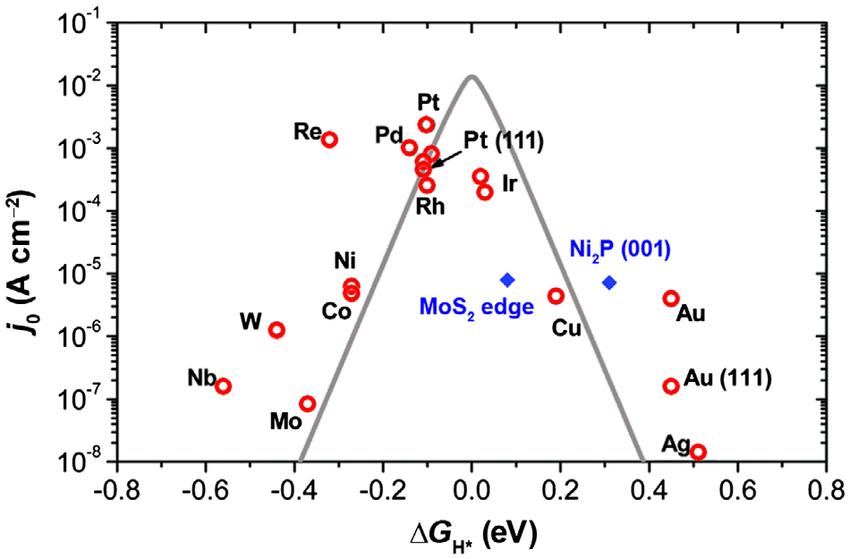 10⁻¹
10⁻²
10⁻³
10⁻⁴
10⁻⁵
10⁻⁶
10⁻⁷
10⁻⁸
j₀ (A cm⁻²)
Pt
Re
Pd
Pt (111)
Ir
Rh
Ni
Ni₂P (001)
Co
MoS₂ edge
W
Cu
Au
Nb
Au (111)
Mo
Ag
-0.8 -0.6 -0.4 -0.2 0.0 0.2 0.4 0.6 0.8
ΔG_H* (eV)